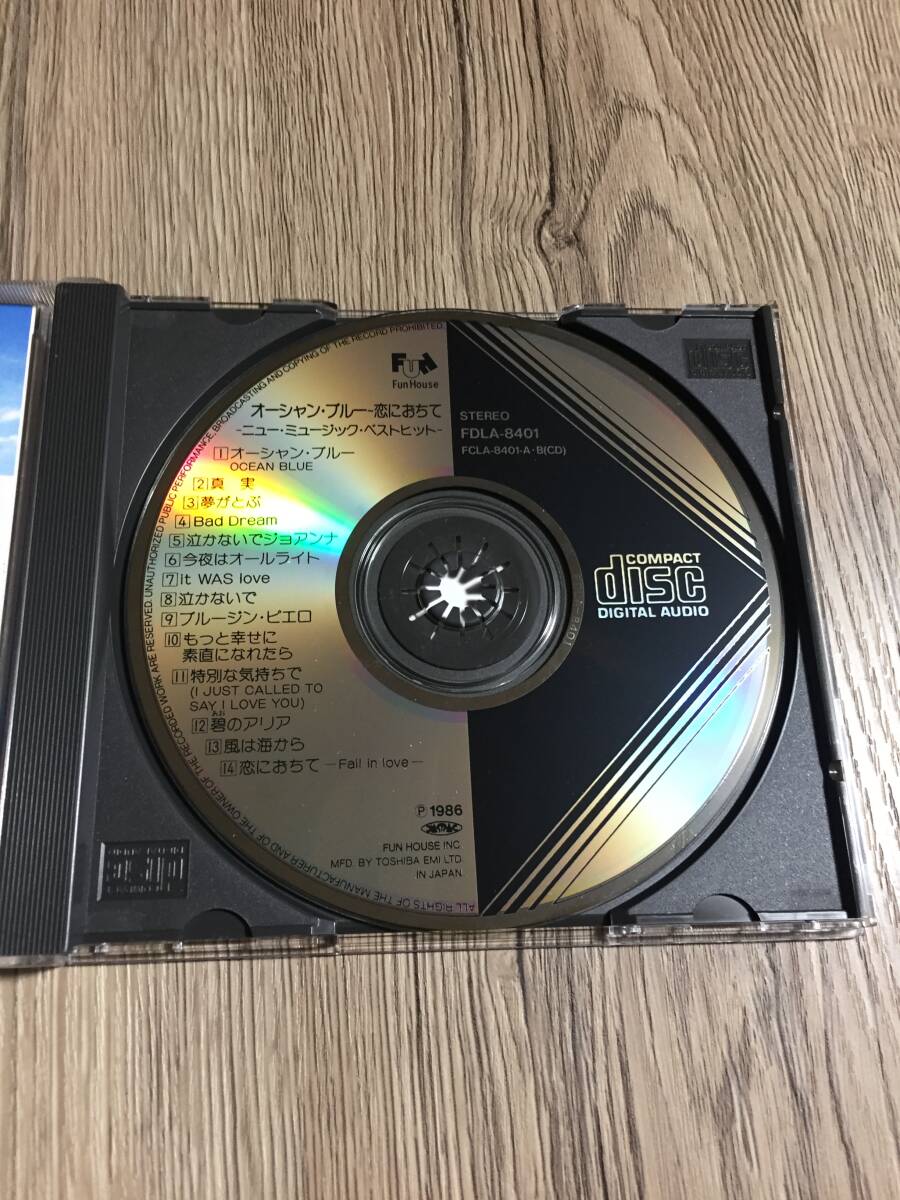 Fun
Fun House
オーシャン・ブルー~恋におちて
-ニュー・ミュージック・ベストヒット-
1 オーシャン・ブルー
OCEAN BLUE
2 真 実
3 夢がとぶ
4 Bad Dream
5 泣かないでジョアンナ
6 今夜はオールライト
7 it WAS love
8 泣かないで
9 ブルージン・ピエロ
10 もっと幸せに
素直になれたら
11 特別な気持ちで
(I JUST CALLED TO
SAY I LOVE YOU)
あお
12 碧のアリア
13 風は海から
14 恋におちて -Fall in love-
Ⓟ 1986
FUN HOUSE INC.
MFD. BY TOSHIBA EMI LTD.
IN JAPAN.
STEREO
FDLA-8401
FCLA-8401-A・B(CD)
COMPACT
disc
DIGITAL AUDIO
ALL RIGHTS OF THE MANUFACTURER AND OF THE OWNER OF THE RECORDED WORK ARE RESERVED. UNAUTHORIZED PUBLIC PERFORMANCE, BROADCASTING AND COPYING OF THE RECORD PROHIBITED.